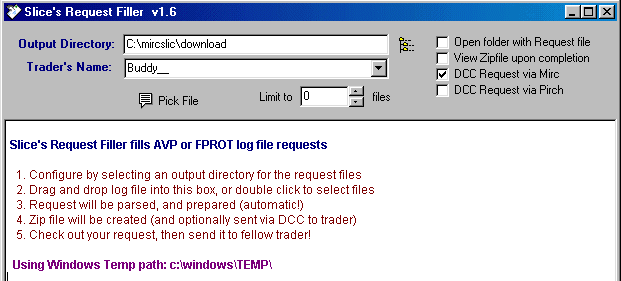 Slice's Request Filler v1.6
Output Directory: C:\mircslic\download
Trader's Name: Buddy__
Pick File
Limit to 0 files
Open folder with Request file
View Zipfile upon completion
DCC Request via Mirc
DCC Request via Pirch
Slice's Request Filler fills AVP or FPROT log file requests
1. Configure by selecting an output directory for the request files
2. Drag and drop log file into this box, or double click to select files
3. Request will be parsed, and prepared (automatic!)
4. Zip file will be created (and optionally sent via DCC to trader)
5. Check out your request, then send it to fellow trader!
Using Windows Temp path: c:\windows\TEMP\